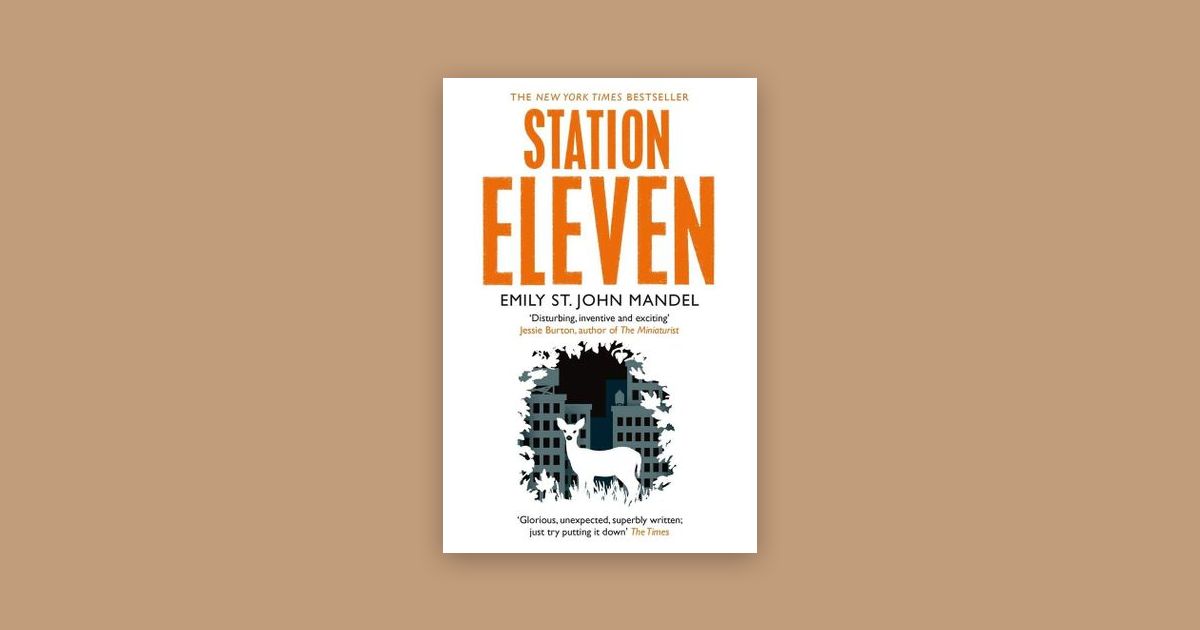 THE NEW YORK TIMES BESTSELLER
STATION
ELEVEN
EMILY ST. JOHN MANDEL
‘Disturbing, inventive and exciting’
Jessie Burton, author of The Miniaturist
‘Glorious, unexpected, superbly written;
just try putting it down’ The Times